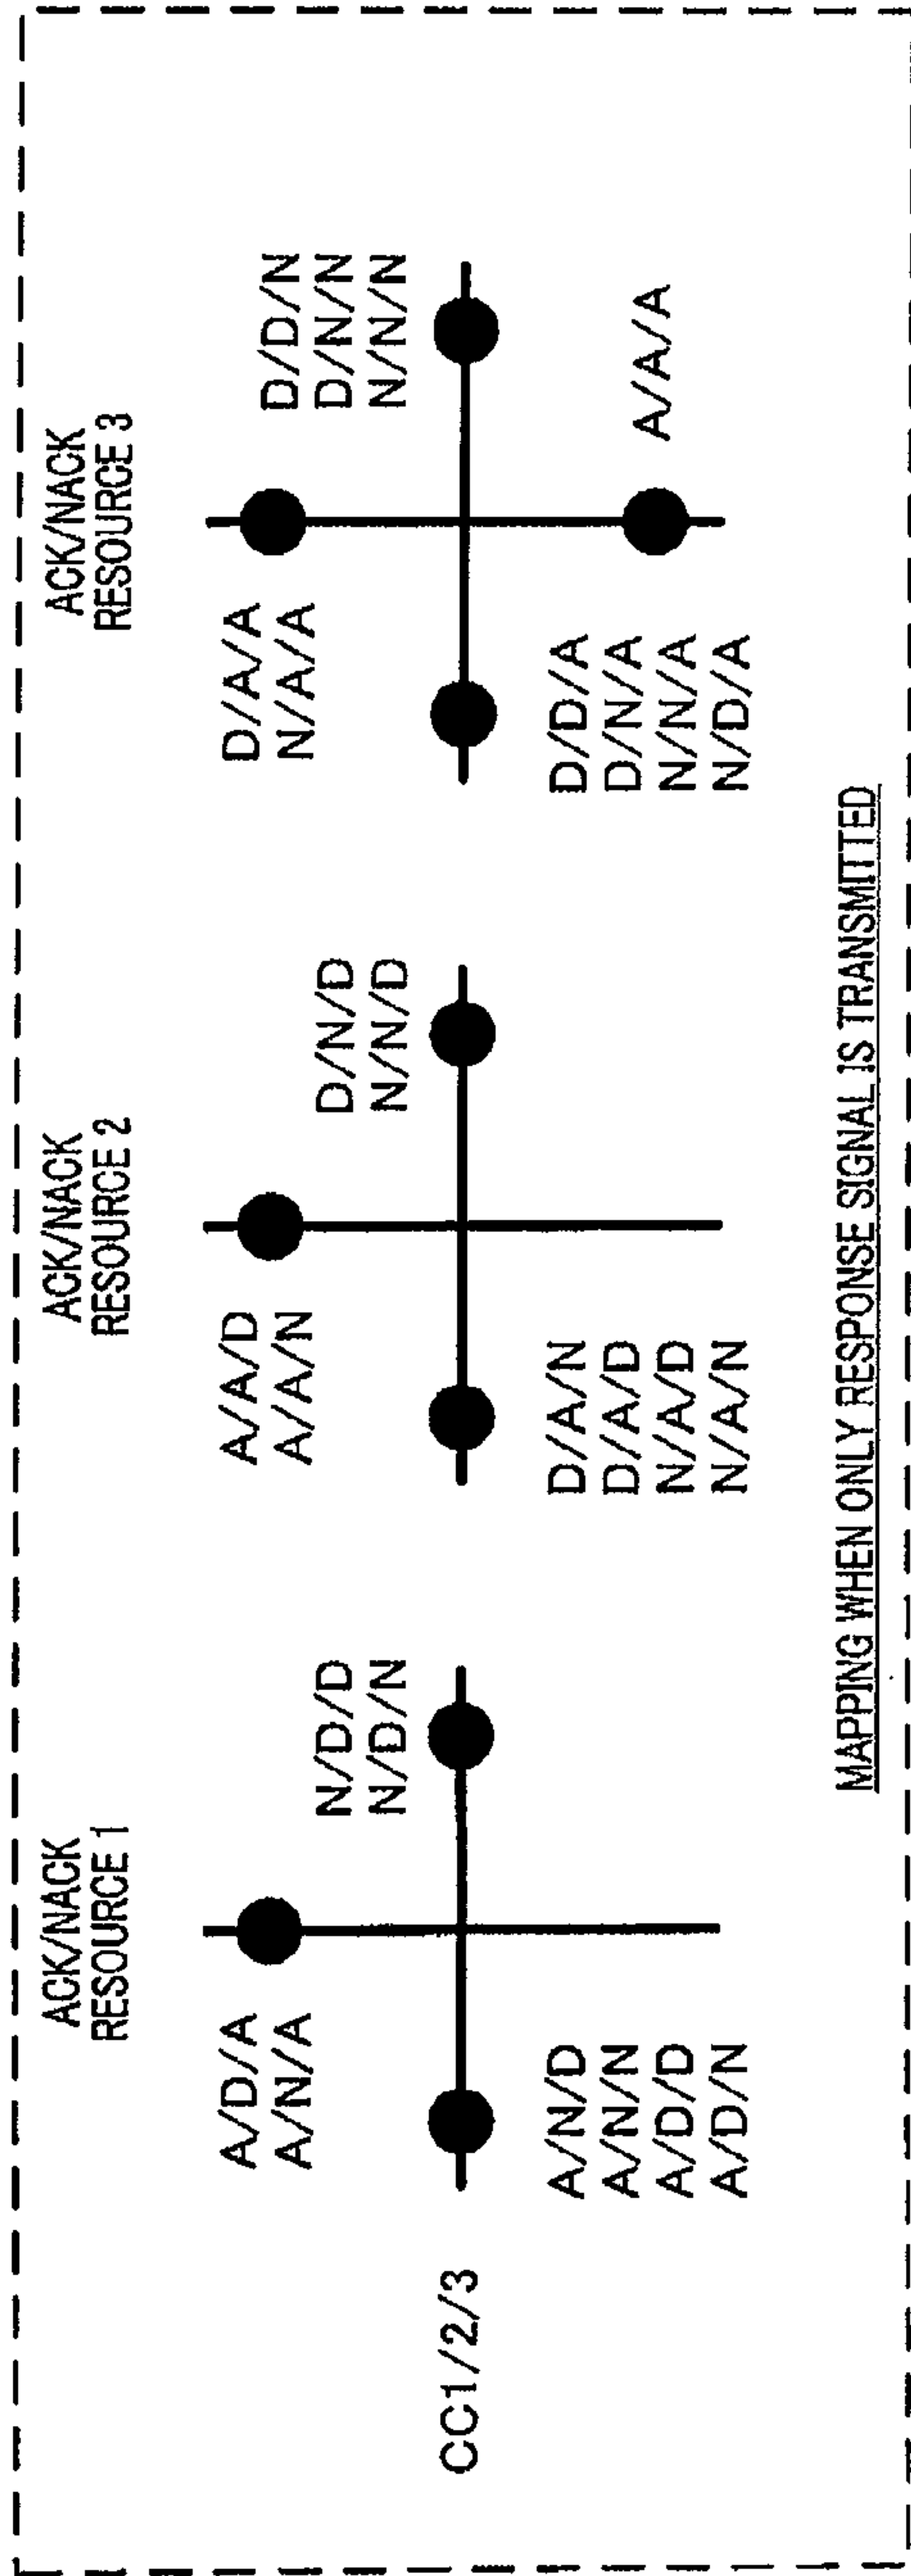 CC1/2/3
ACK/NACK
RESOURCE 1
A/D/A
A/N/A
N/D/D
N/D/N
A/N/D
A/N/N
A/D/D
A/D/N
ACK/NACK
RESOURCE 2
A/A/D
A/A/N
D/N/D
N/N/D
D/A/N
D/A/D
N/A/D
N/A/N
ACK/NACK
RESOURCE 3
D/A/A
N/A/A
D/D/N
D/N/N
N/N/N
D/D/A
D/N/A
N/N/A
N/D/A
A/A/A
MAPPING WHEN ONLY RESPONSE SIGNAL IS TRANSMITTED